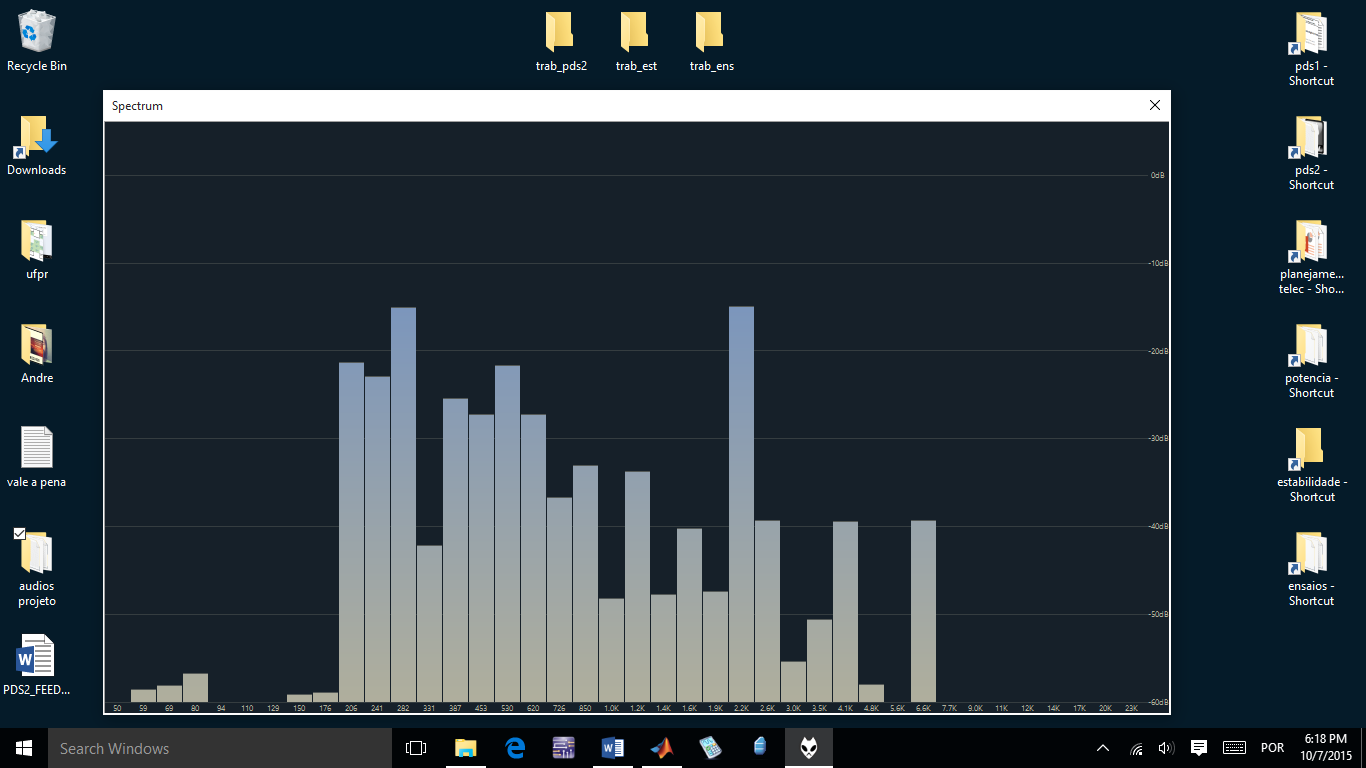 Recycle Bin
trab_pds2
trab_est
trab_ens
pds1 -
Shortcut
Spectrum
0dB
-10dB
-20dB
-30dB
-40dB
-50dB
-60dB
50 59 69 80 94 110 129 150 176 206 241 282 331 387 453 530 620 726 850 1.0K 1.2K 1.4K 1.6K 1.9K 2.2K 2.6K 3.0K 3.5K 4.1K 4.8K 5.6K 6.6K 7.7K 9.0K 11K 12K 14K 17K 20K 23K
Downloads
ufpr
Andre
vale a pena
audios
projeto
PDS2_FEED...
pds2 -
Shortcut
planejame...
telec - Sho...
potencia -
Shortcut
estabilidade -
Shortcut
ensaios -
Shortcut
Search Windows
POR
6:18 PM
10/7/2015